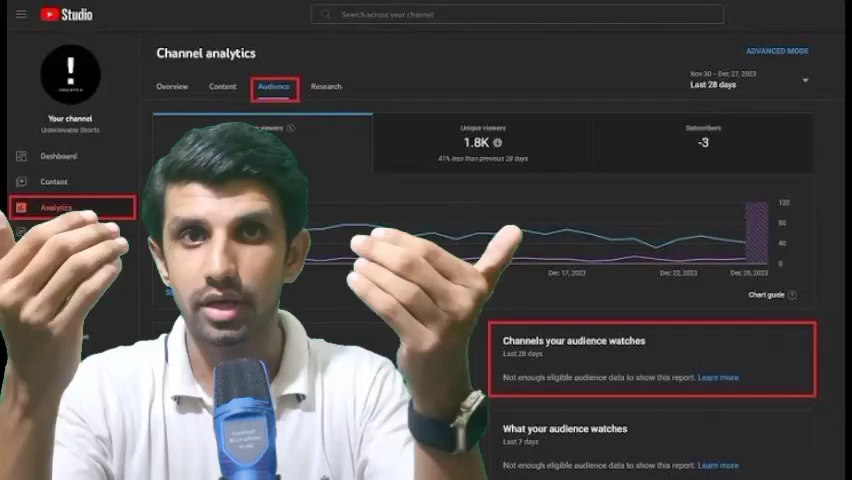 Studio
Search across your channel
Channel analytics
ADVANCED MODE
Overview
Content
Audience
Research
Nov 30 – Dec 27, 2023
Last 28 days
Your channel
Unbelievable Shorts
Dashboard
Content
Analytics
viewers
Unique viewers
1.8K
41% less than previous 28 days
Subscribers
-3
120
80
40
0
Dec 17, 2023
Dec 22, 2023
Dec 26, 2023
Chart guide
Channels your audience watches
Last 28 days
Not enough eligible audience data to show this report. Learn more
What your audience watches
Last 7 days
Not enough eligible audience data to show this report. Learn more